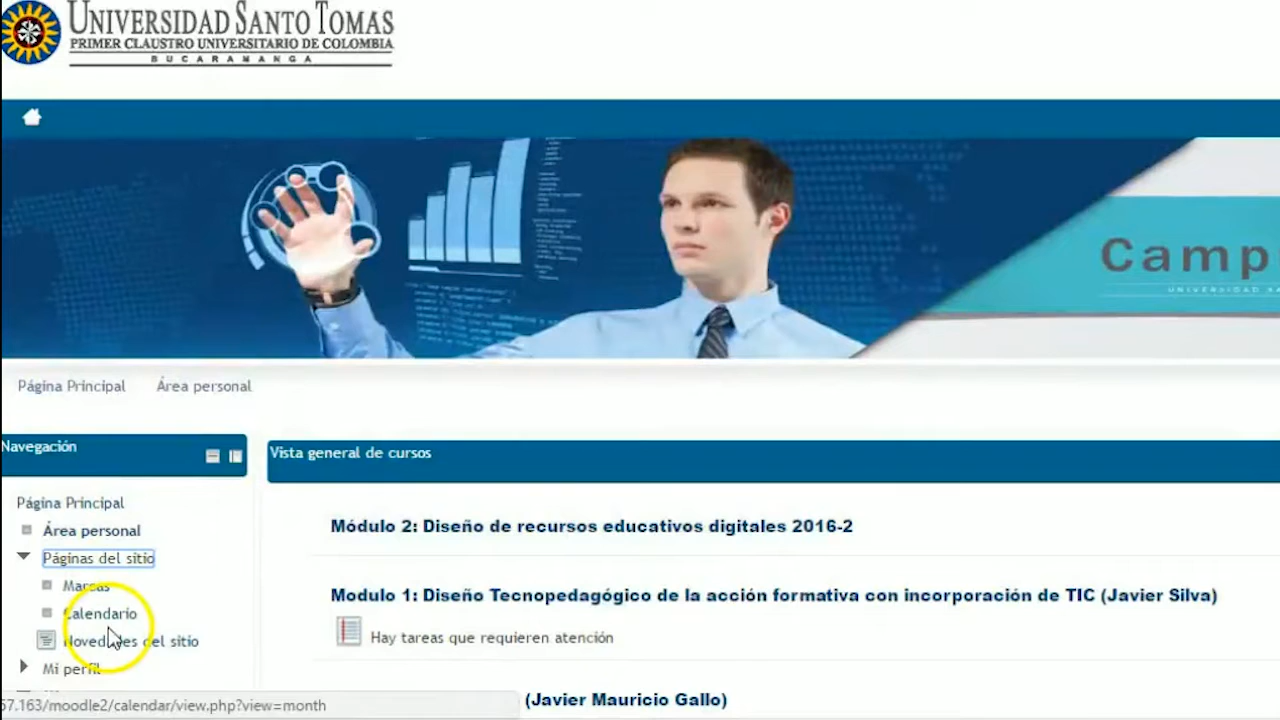 UNIVERSIDAD SANTO TOMAS
PRIMER CLAUSTRO UNIVERSITARIO DE COLOMBIA
BUCARAMANGA
Camp
Página Principal Área personal
Navegación
Vista general de cursos
Página Principal
Área personal
Páginas del sitio
Marcas
Calendario
Novedades del sitio
Mi perfil
Módulo 2: Diseño de recursos educativos digitales 2016-2
Modulo 1: Diseño Tecnopedagógico de la acción formativa con incorporación de TIC (Javier Silva)
Hay tareas que requieren atención
(Javier Mauricio Gallo)
57.163/moodle2/calendar/view.php?view=month